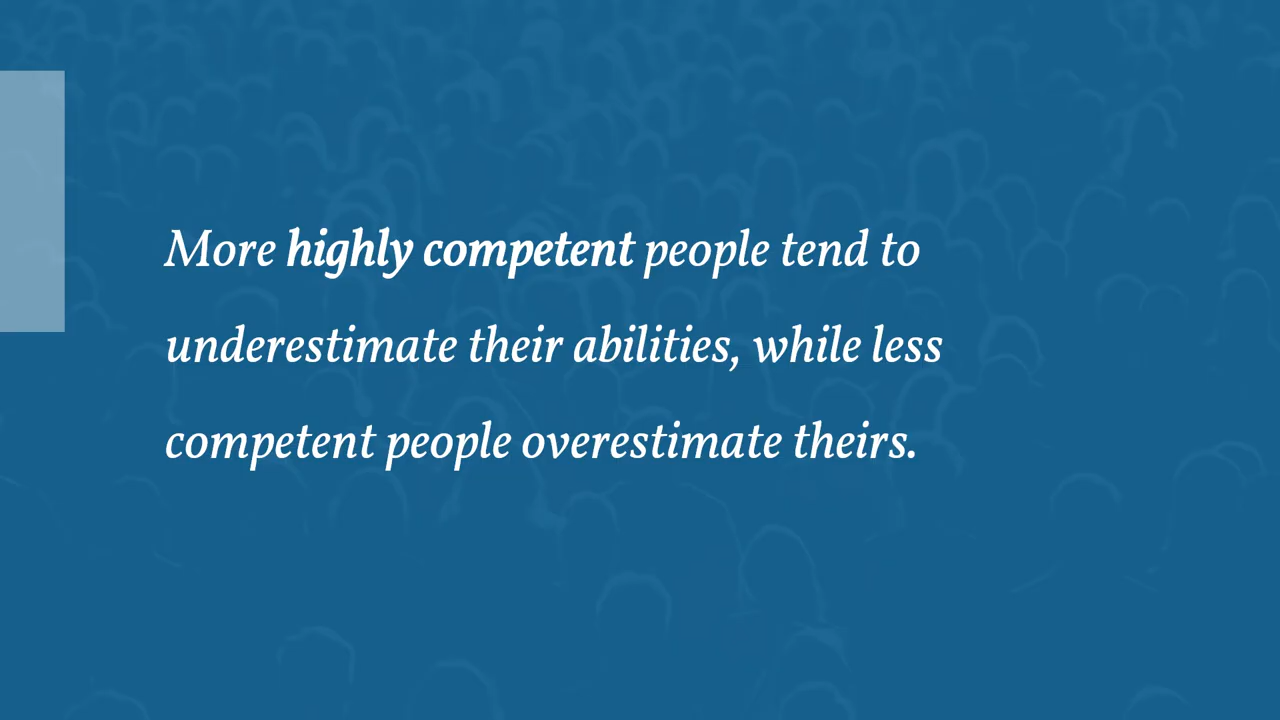 More highly competent people tend to
underestimate their abilities, while less
competent people overestimate theirs.